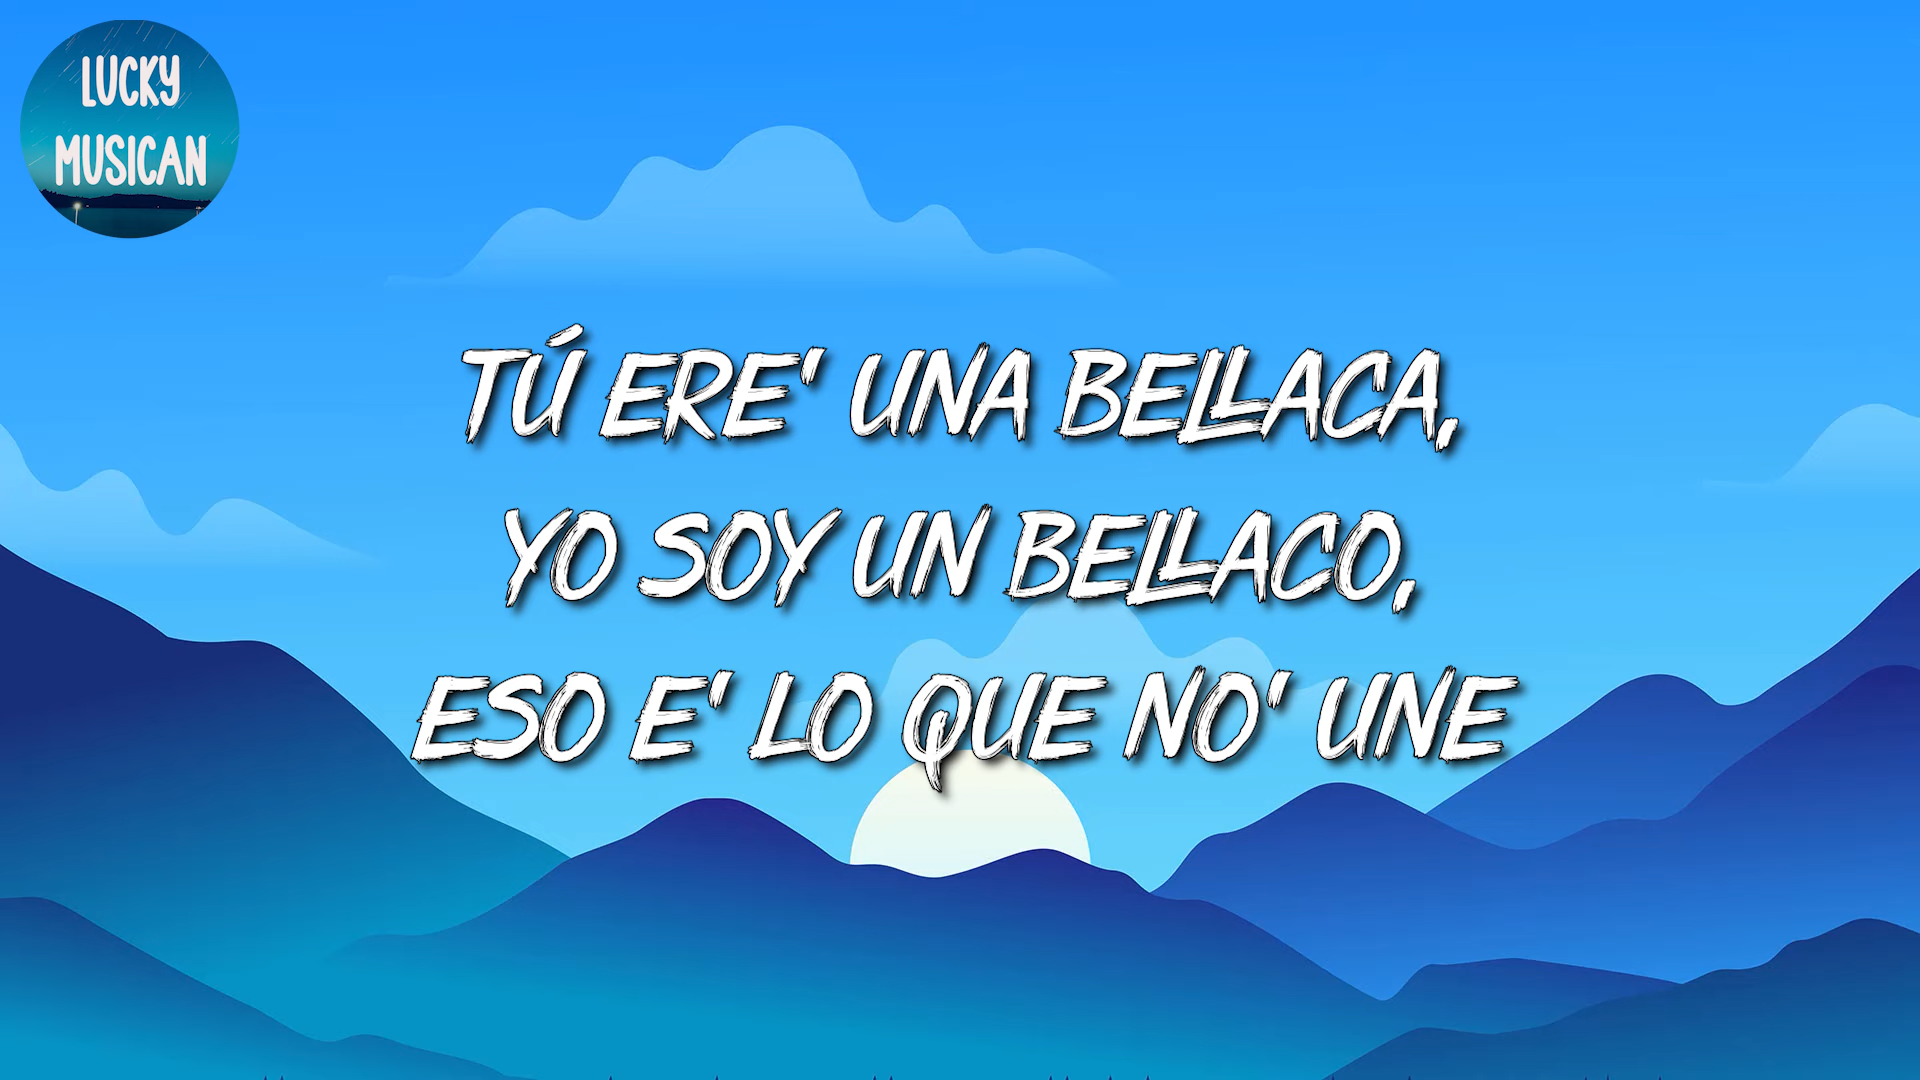 LUCKY
MUSICAN
TÚ ERE' UNA BELLACA,
YO SOY UN BELLACO,
ESO E' LO QUE NO' UNE